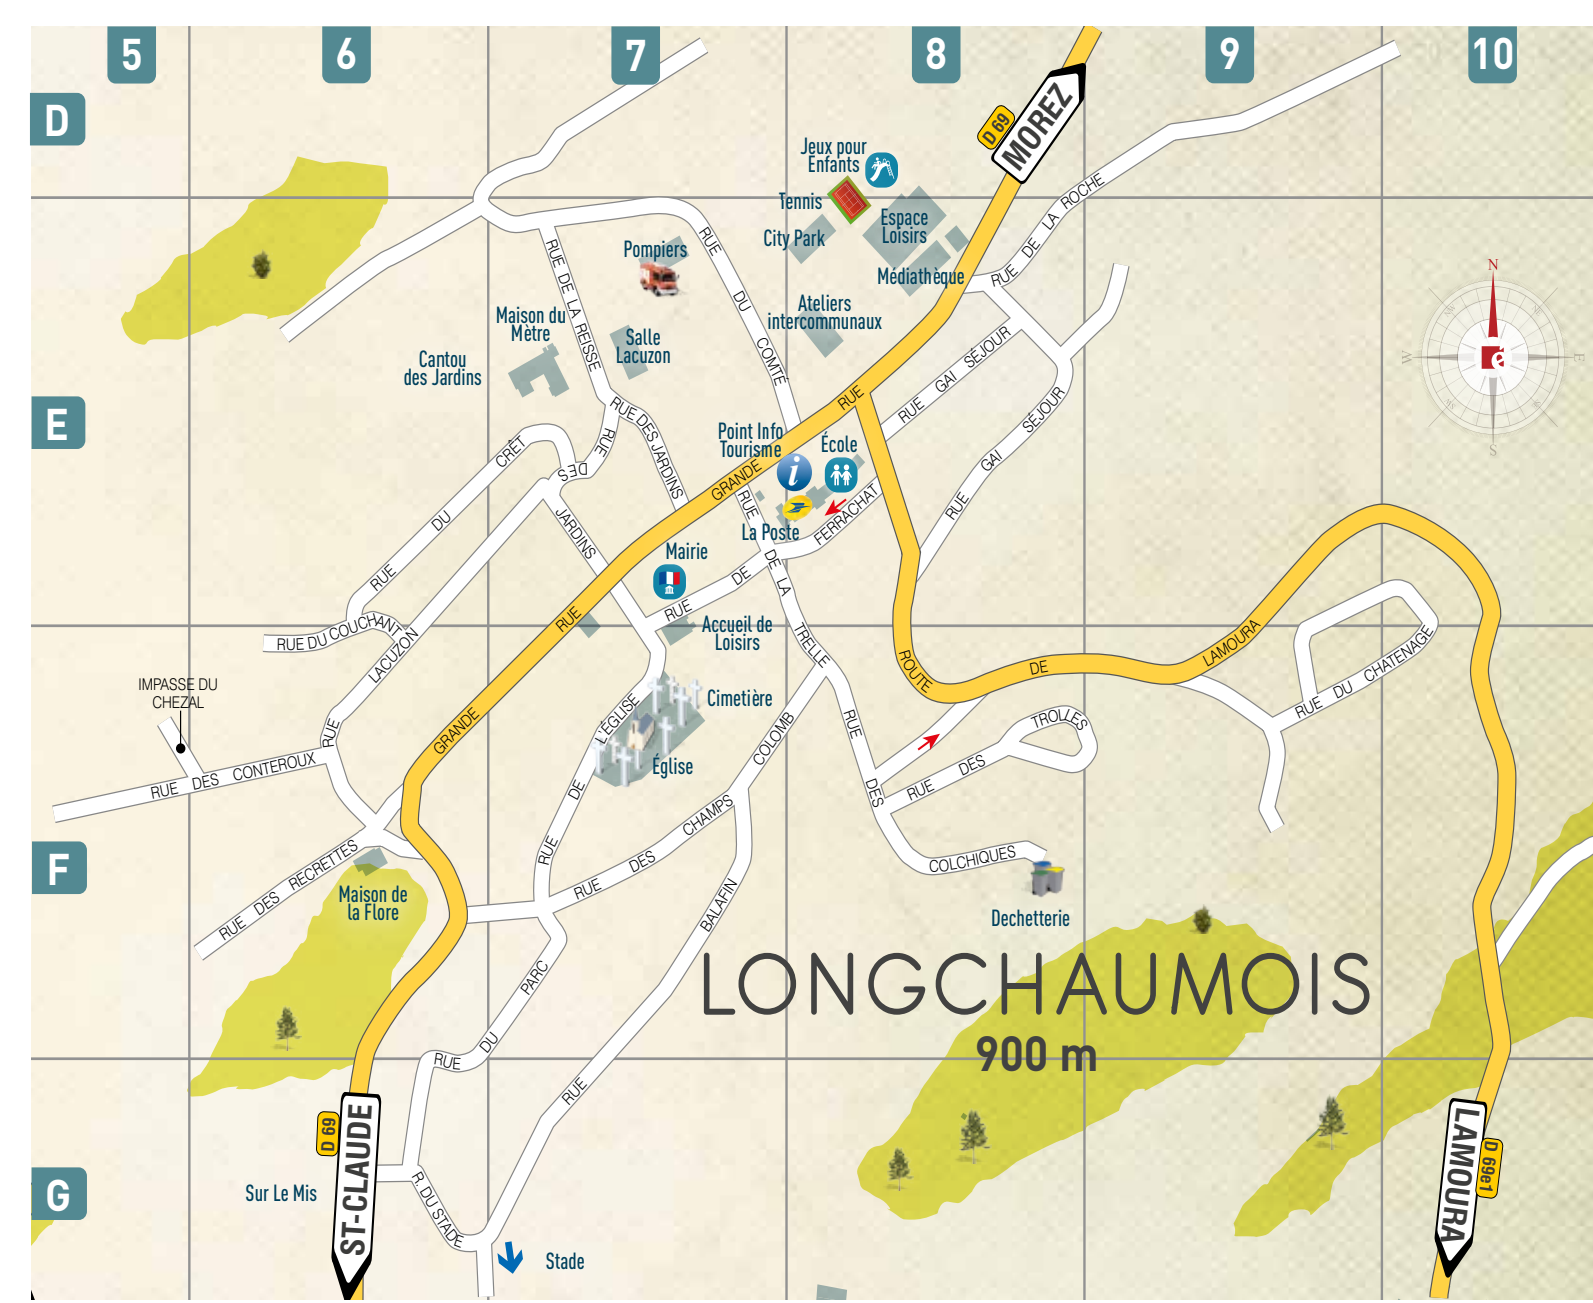 5
6
7
8
9
10
D
E
F
G
D 69
MOREZ
Jeux pour
Enfants
Tennis
City Park
Espace
Loisirs
Médiathèque
RUE DE LA ROCHE
Pompiers
RUE DU COMTÉ
RUE DE LA REISSE
Maison du
Mètre
Salle
Lacuzon
Cantou
des Jardins
Ateliers
intercommunaux
N
E
S
W
RUE GAI SÉJOUR
RUE GAI SÉJOUR
RUE DES JARDINS
RUE DES JARDINS
Point Info
Tourisme
i
École
La Poste
GRANDE RUE
RUE DE FERRACHAT
RUE DE LA TRELLE
RUE DU CRÊT
Mairie
Accueil de
Loisirs
RUE DU COUCHANT
RUE LACUZON
GRANDE RUE
IMPASSE DU
CHEZAL
RUE DES CONTEROUX
RUE DES RECRETTES
Maison de
la Flore
RUE DE L'ÉGLISE
Cimetière
Église
COLOMB
RUE DES CHAMPS
RUE BALAFIN
RUE DES COLCHIQUES
RUE DES TROLLES
ROUTE DE LAMOURA
RUE DU CHATENAGE
Dechetterie
LONGCHAUMOIS
900 m
RUE DU PARC
D 69
ST-CLAUDE
Sur Le Mis
R. DU STADE
Stade
LAMOURA
D 69e1